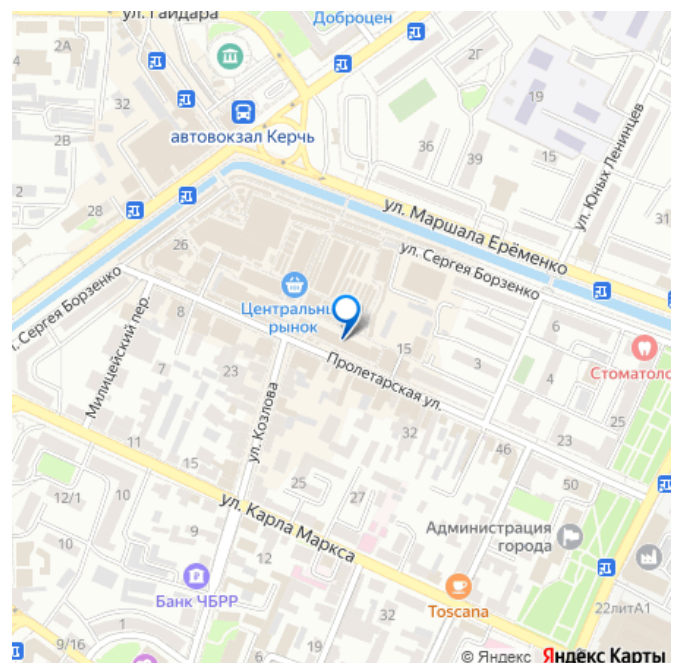 ул. Гайдара
Доброцен
2А
4
2Г
32
19
автовокзал Керчь
2В
36
39
15
ул. Юных Ленинцев
2
28
31
ул. Маршала Ерёменко
26
ул. Сергея Борзенко
Центральный
рынок
ул. Сергея Борзенко
8
6
Милицейский пер.
15
3
Стоматоло
7
23
Пролетарская ул.
4
25
ул. Козлова
32
46
23
11
15
25
27
50
12/1
10
ул. Карла Маркса
9
Администрация
города
10
12
Банк ЧБРР
Toscana
22литА1
32
1
19
9/16
© Яндекс Яндекс Карты